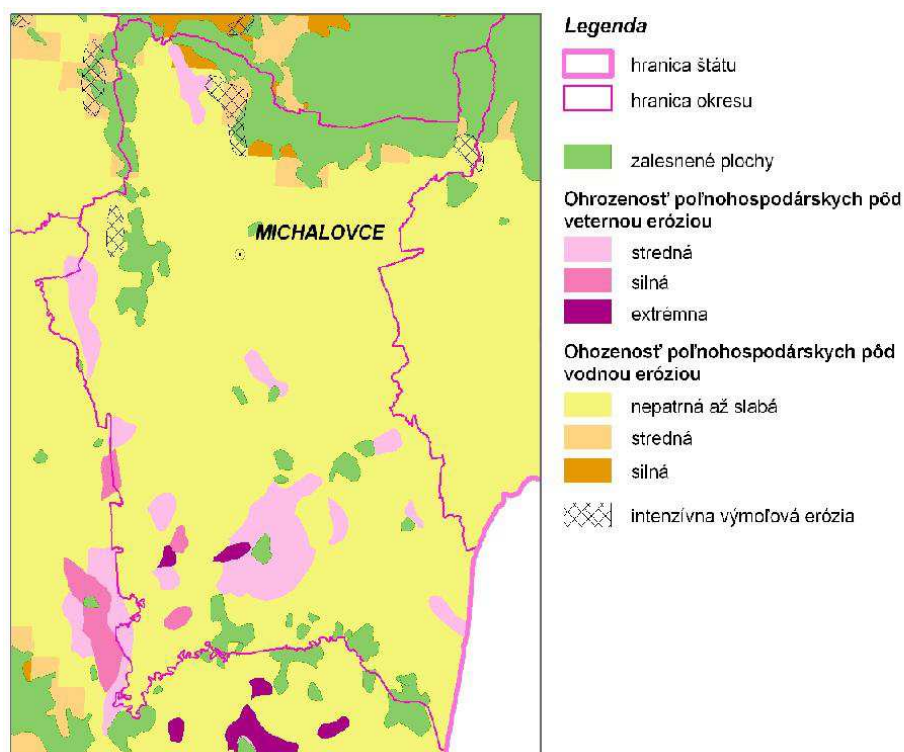 MICHALOVCE
Legenda
hranica štátu
hranica okresu
zalesnené plochy
Ohrozenosť poľnohospodárskych pôd
veternou eróziou
stredná
silná
extrémna
Ohozenosť poľnohospodárskych pôd
vodnou eróziou
nepatrná až slabá
stredná
silná
intenzívna výmoľová erózia